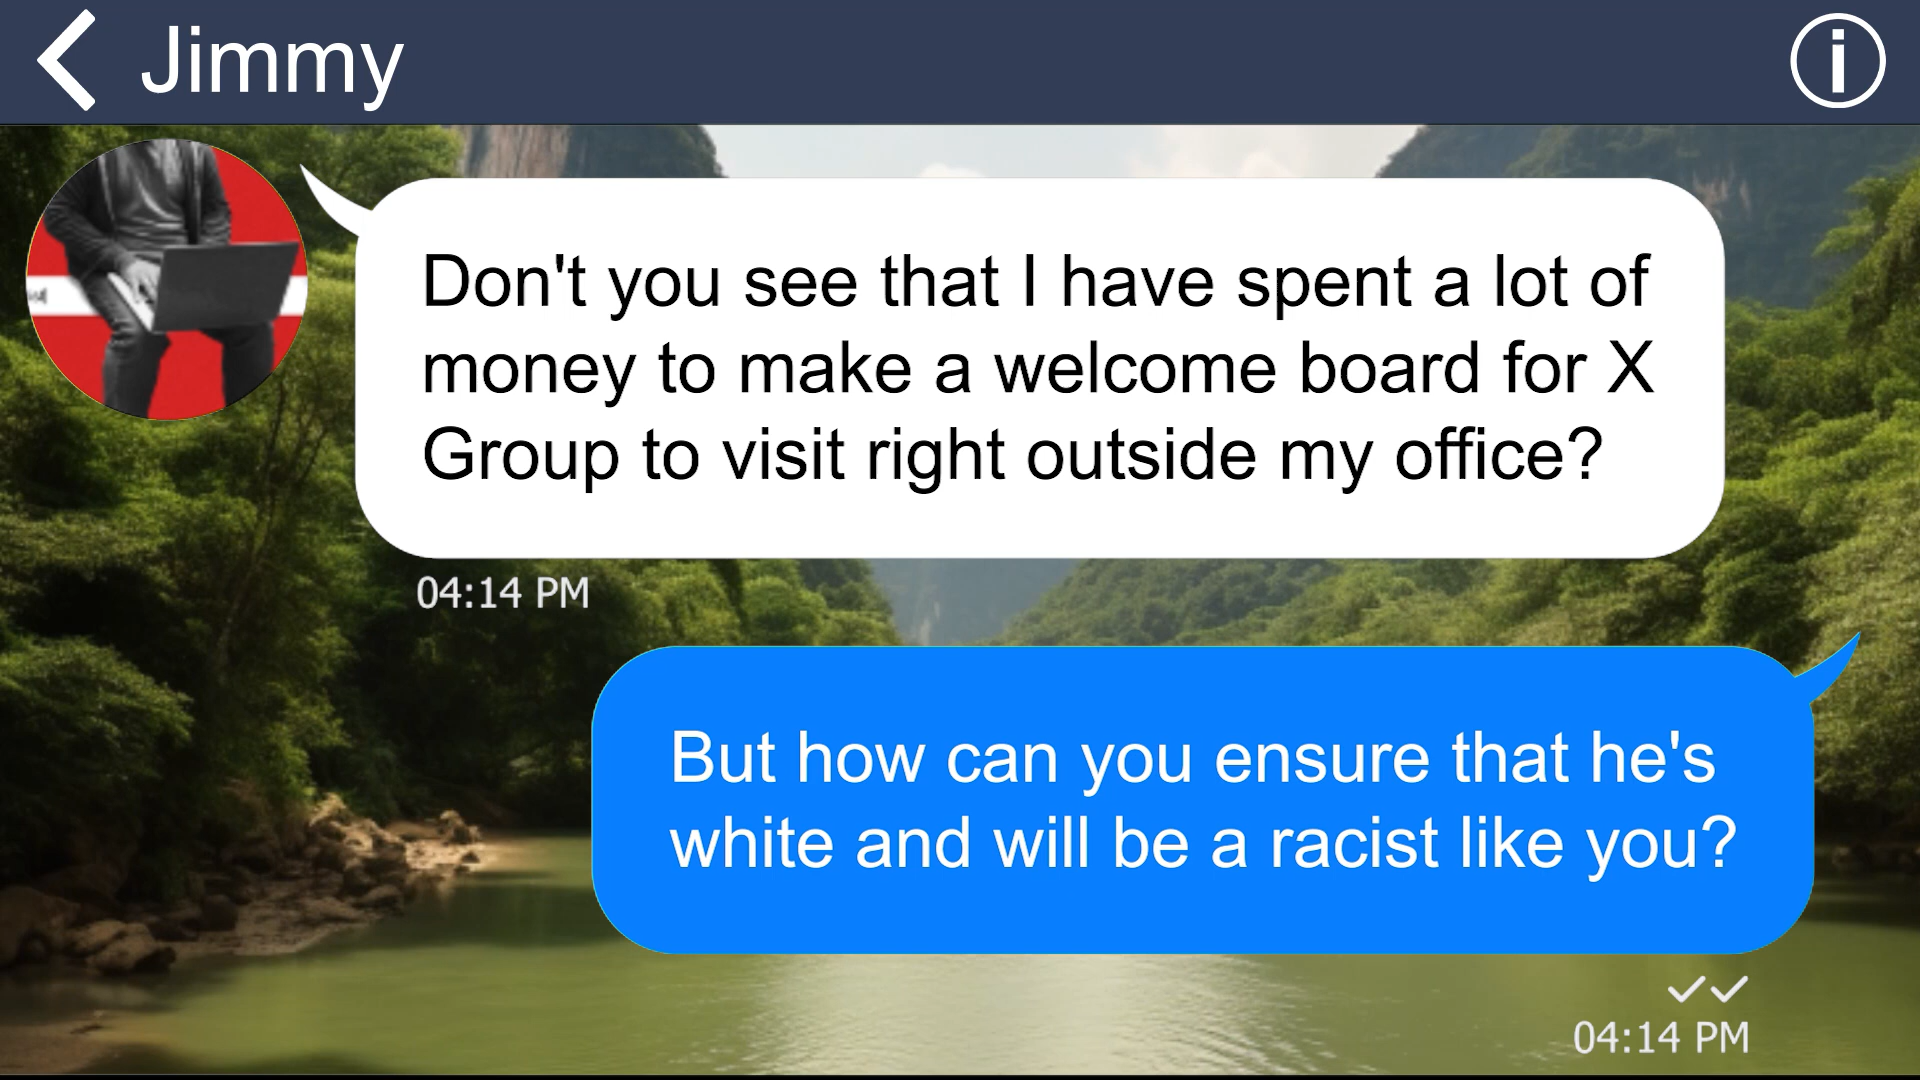 Jimmy
Don't you see that I have spent a lot of
money to make a welcome board for X
Group to visit right outside my office?
04:14 PM
But how can you ensure that he's
white and will be a racist like you?
04:14 PM